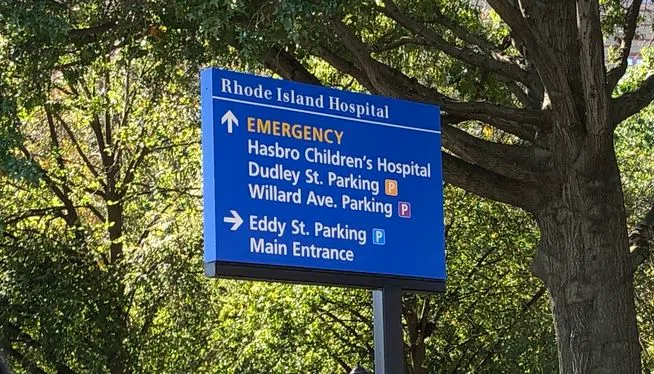 Rhode Island Hospital
↑ EMERGENCY
Hasbro Children's Hospital
Dudley St. Parking P
Willard Ave. Parking P
→ Eddy St. Parking P
Main Entrance